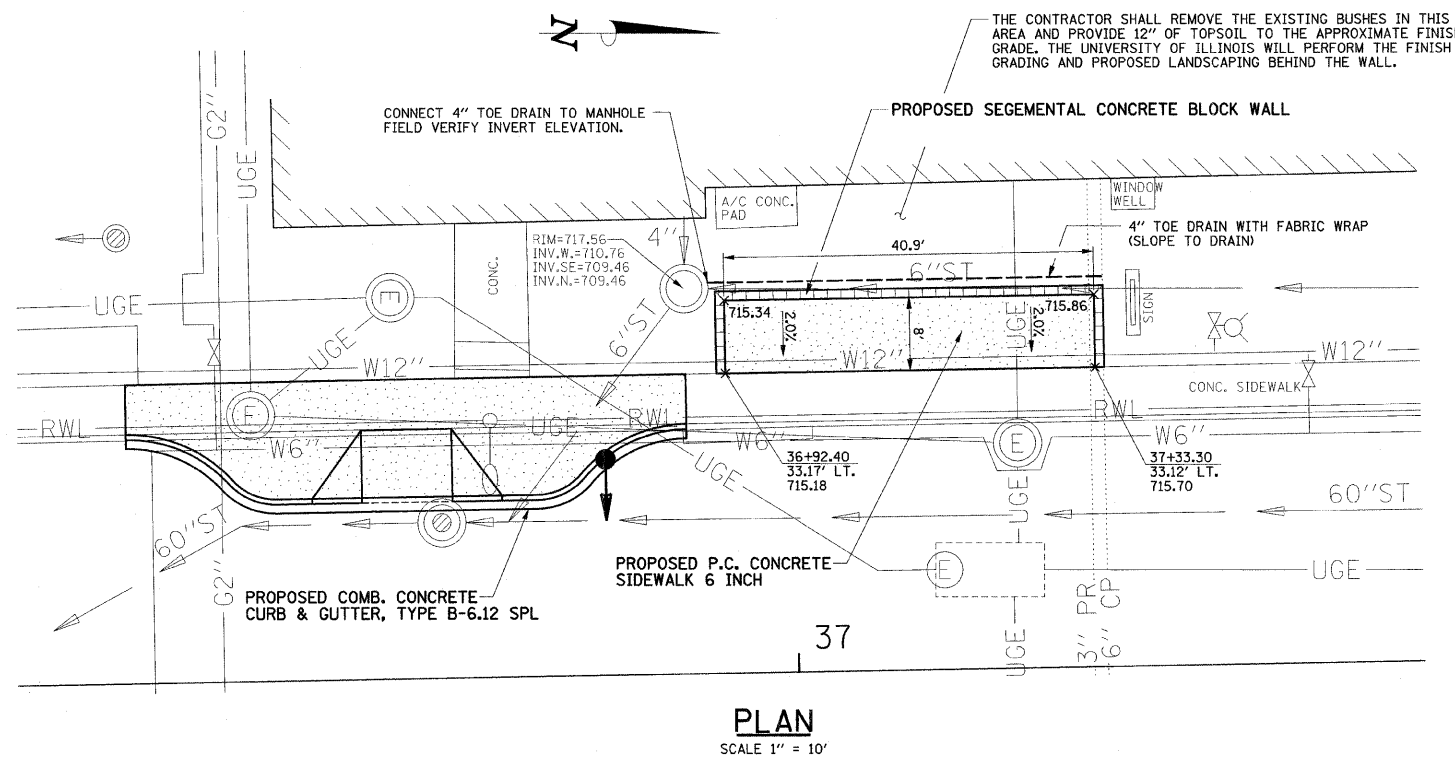 N
THE CONTRACTOR SHALL REMOVE THE EXISTING BUSHES IN THIS
AREA AND PROVIDE 12" OF TOPSOIL TO THE APPROXIMATE FINIS
GRADE. THE UNIVERSITY OF ILLINOIS WILL PERFORM THE FINISH
GRADING AND PROPOSED LANDSCAPING BEHIND THE WALL.
CONNECT 4" TOE DRAIN TO MANHOLE
FIELD VERIFY INVERT ELEVATION.
PROPOSED SEGEMENTAL CONCRETE BLOCK WALL
G2"
UGE
A/C CONC.
PAD
WINDOW
WELL
4" TOE DRAIN WITH FABRIC WRAP
(SLOPE TO DRAIN)
RIM=717.56
INV.W.=710.76
INV.SE=709.46
INV.N.=709.46
4"
40.9'
6"ST
CONC.
UGE
E
UGE
6"ST
715.34
2.0%
8'
UGE
2.0%
715.86
SIGN
W12"
W12"
W12"
CONC. SIDEWALK
E
RWL
W6"
UGE
RWL
W6"
RWL
E
W6"
UGE
36+92.40
33.17' LT.
715.18
37+33.30
33.12' LT.
715.70
60"ST
UGE
60"ST
G2"
PROPOSED P.C. CONCRETE
SIDEWALK 6 INCH
E
UGE
PROPOSED COMB. CONCRETE
CURB & GUTTER, TYPE B-6.12 SPL
37
UGE
3" PR
6" CP
PLAN
SCALE 1" = 10'